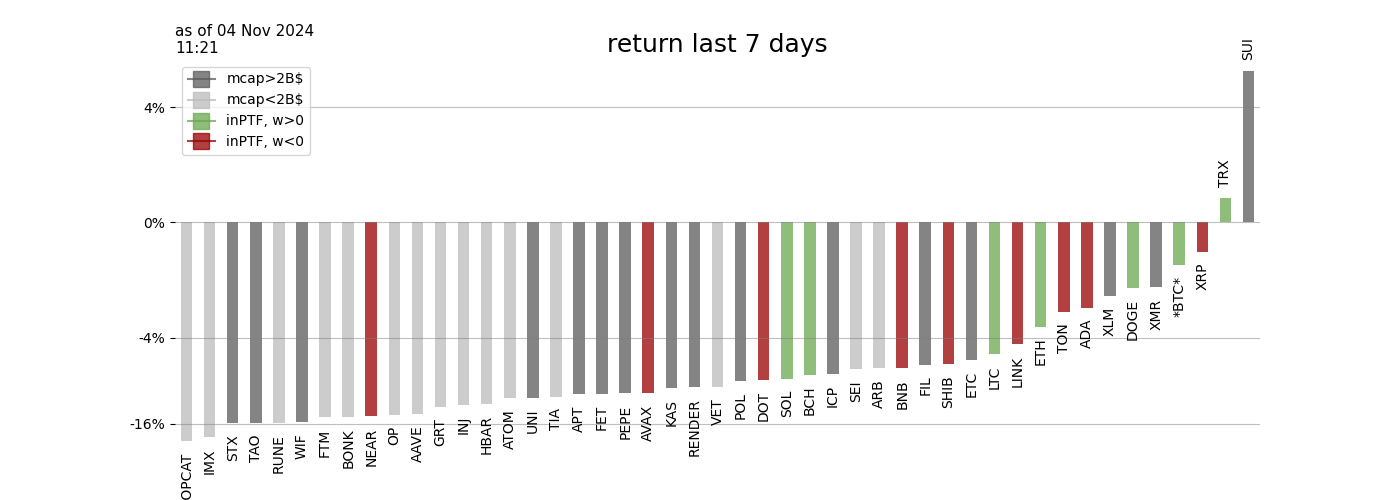 as of 04 Nov 2024
11:21
return last 7 days
mcap>2B$
mcap<2B$
inPTF, w>0
inPTF, w<0
4%
0%
-4%
-16%
OPCAT
IMX
STX
TAO
RUNE
WIF
FTM
BONK
NEAR
OP
AAVE
GRT
INJ
HBAR
ATOM
UNI
TIA
APT
FET
PEPE
AVAX
KAS
RENDER
VET
POL
DOT
SOL
BCH
ICP
SEI
ARB
BNB
FIL
SHIB
ETC
LTC
LINK
ETH
TON
ADA
XLM
DOGE
XMR
*BTC*
XRP
TRX
SUI